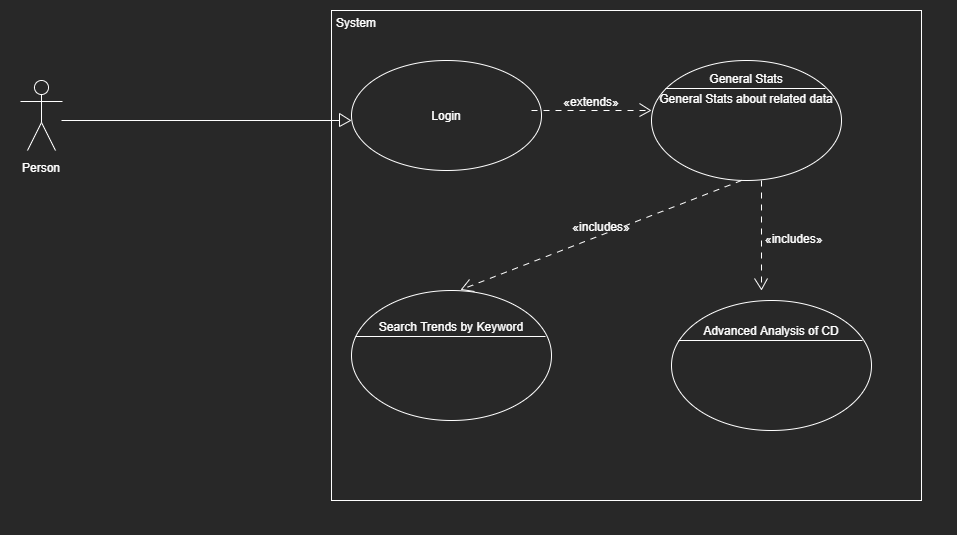 System
Person
Login
«extends»
General Stats
General Stats about related data
«includes»
«includes»
Search Trends by Keyword
Advanced Analysis of CD